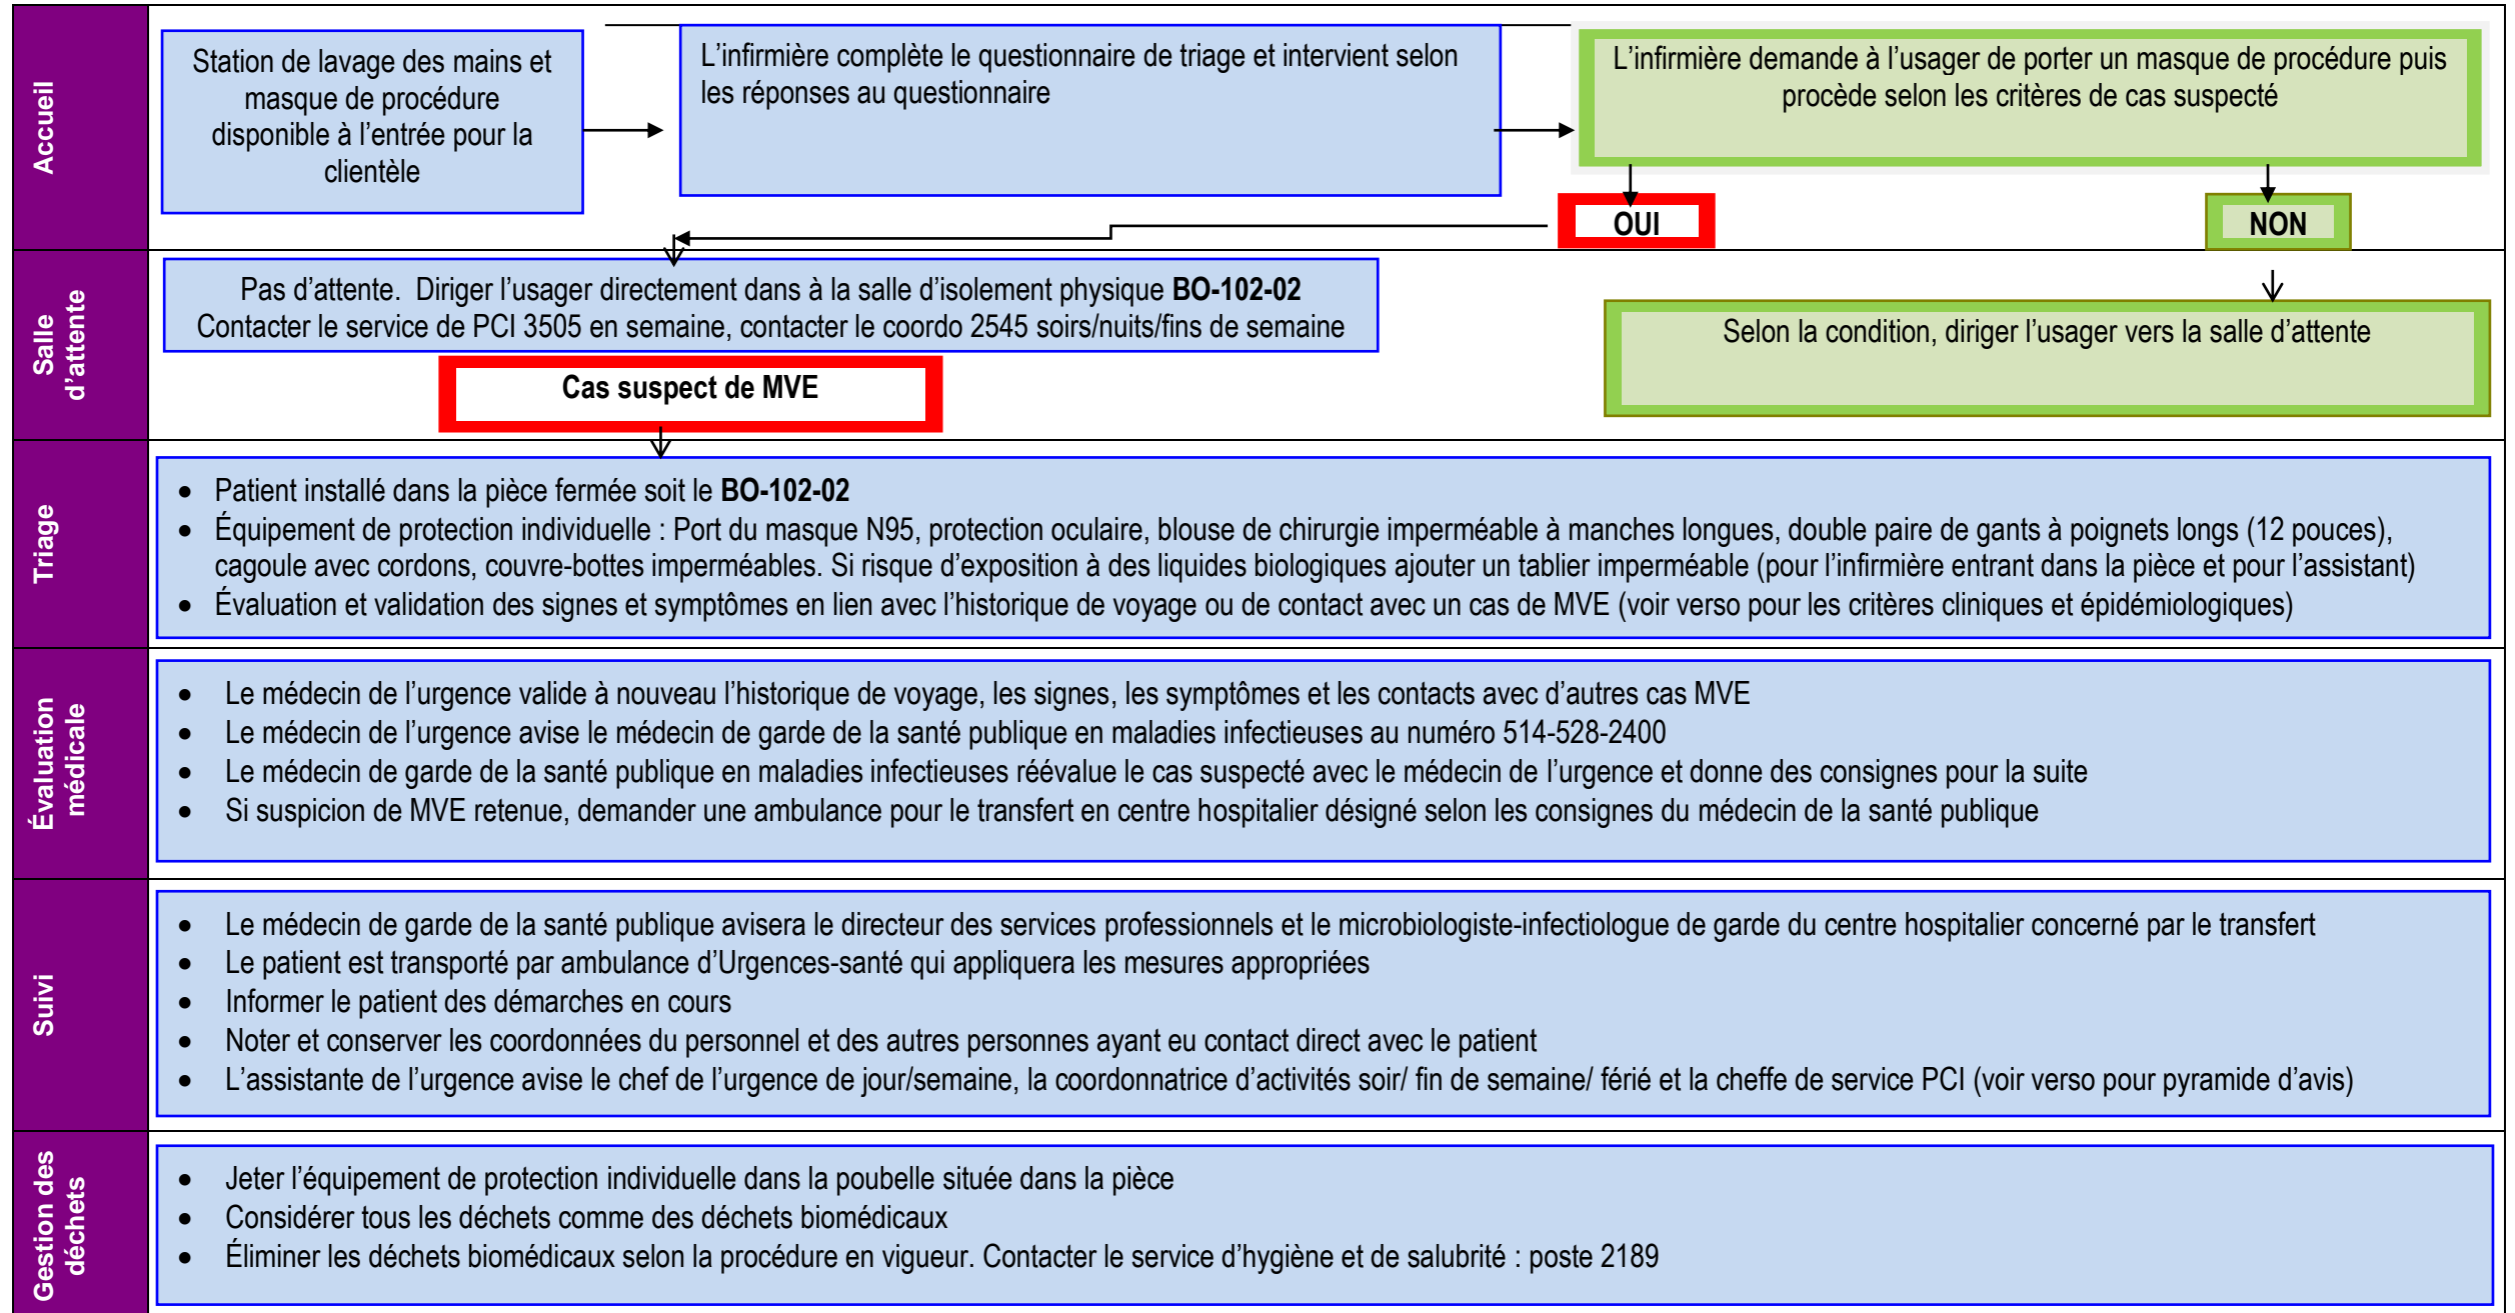 Accueil
Station de lavage des mains et
masque de procédure
disponible à l’entrée pour la
clientèle
L’infirmière complète le questionnaire de triage et intervient selon
les réponses au questionnaire
L’infirmière demande à l’usager de porter un masque de procédure puis
procède selon les critères de cas suspecté
OUI
NON
Salle
d’attente
Pas d’attente.  Diriger l’usager directement dans à la salle d’isolement physique BO-102-02
Contacter le service de PCI 3505 en semaine, contacter le coordo 2545 soirs/nuits/fins de semaine
Cas suspect de MVE
Selon la condition, diriger l’usager vers la salle d’attente
Triage
• Patient installé dans la pièce fermée soit le BO-102-02
• Équipement de protection individuelle : Port du masque N95, protection oculaire, blouse de chirurgie imperméable à manches longues, double paire de gants à poignets longs (12 pouces),
cagoule avec cordons, couvre-bottes imperméables. Si risque d’exposition à des liquides biologiques ajouter un tablier imperméable (pour l’infirmière entrant dans la pièce et pour l’assistant)
• Évaluation et validation des signes et symptômes en lien avec l’historique de voyage ou de contact avec un cas de MVE (voir verso pour les critères cliniques et épidémiologiques)
Évaluation
médicale
• Le médecin de l’urgence valide à nouveau l’historique de voyage, les signes, les symptômes et les contacts avec d’autres cas MVE
• Le médecin de l’urgence avise le médecin de garde de la santé publique en maladies infectieuses au numéro 514-528-2400
• Le médecin de garde de la santé publique en maladies infectieuses réévalue le cas suspecté avec le médecin de l’urgence et donne des consignes pour la suite
• Si suspicion de MVE retenue, demander une ambulance pour le transfert en centre hospitalier désigné selon les consignes du médecin de la santé publique
Suivi
• Le médecin de garde de la santé publique avisera le directeur des services professionnels et le microbiologiste-infectiologue de garde du centre hospitalier concerné par le transfert
• Le patient est transporté par ambulance d’Urgences-santé qui appliquera les mesures appropriées
• Informer le patient des démarches en cours
• Noter et conserver les coordonnées du personnel et des autres personnes ayant eu contact direct avec le patient
• L’assistante de l’urgence avise le chef de l’urgence de jour/semaine, la coordonnatrice d’activités soir/ fin de semaine/ férié et la cheffe de service PCI (voir verso pour pyramide d’avis)
Gestion des
déchets
• Jeter l’équipement de protection individuelle dans la poubelle située dans la pièce
• Considérer tous les déchets comme des déchets biomédicaux
• Éliminer les déchets biomédicaux selon la procédure en vigueur. Contacter le service d’hygiène et de salubrité : poste 2189